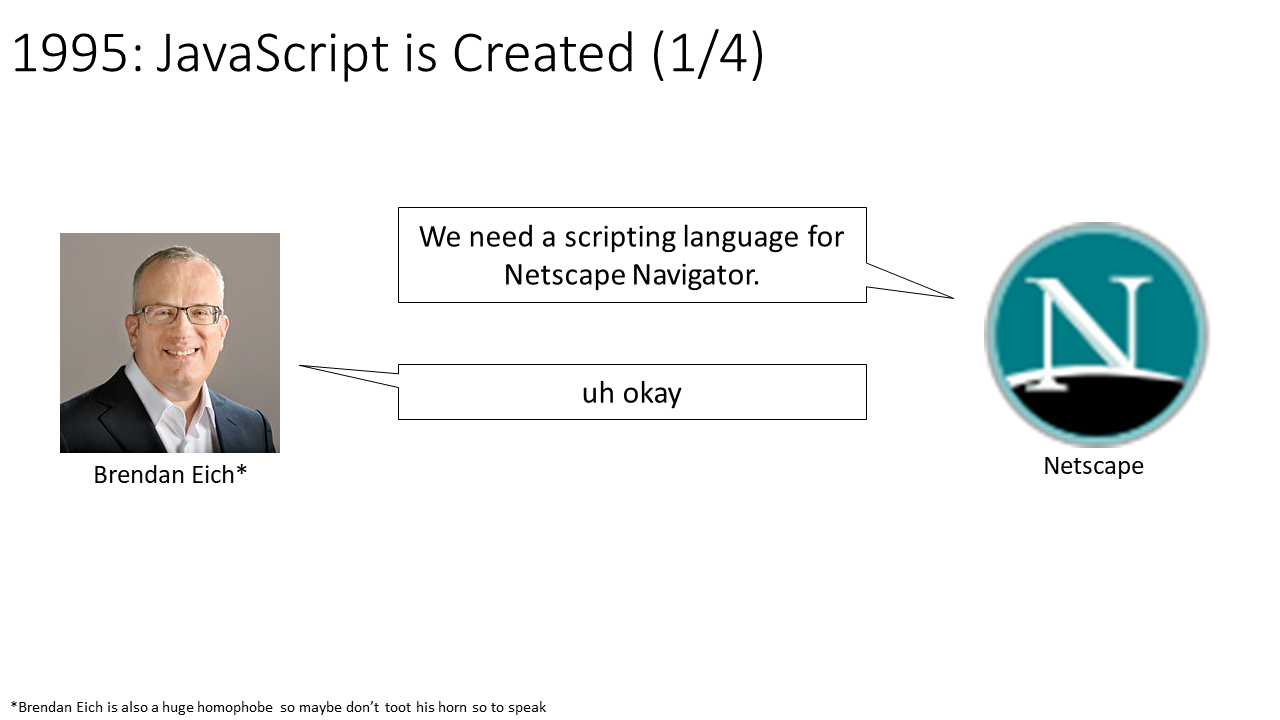 1995: JavaScript is Created (1/4)
We need a scripting language for
Netscape Navigator.
uh okay
Brendan Eich*
N
Netscape
*Brendan Eich is also a huge homophobe so maybe don’t toot his horn so to speak